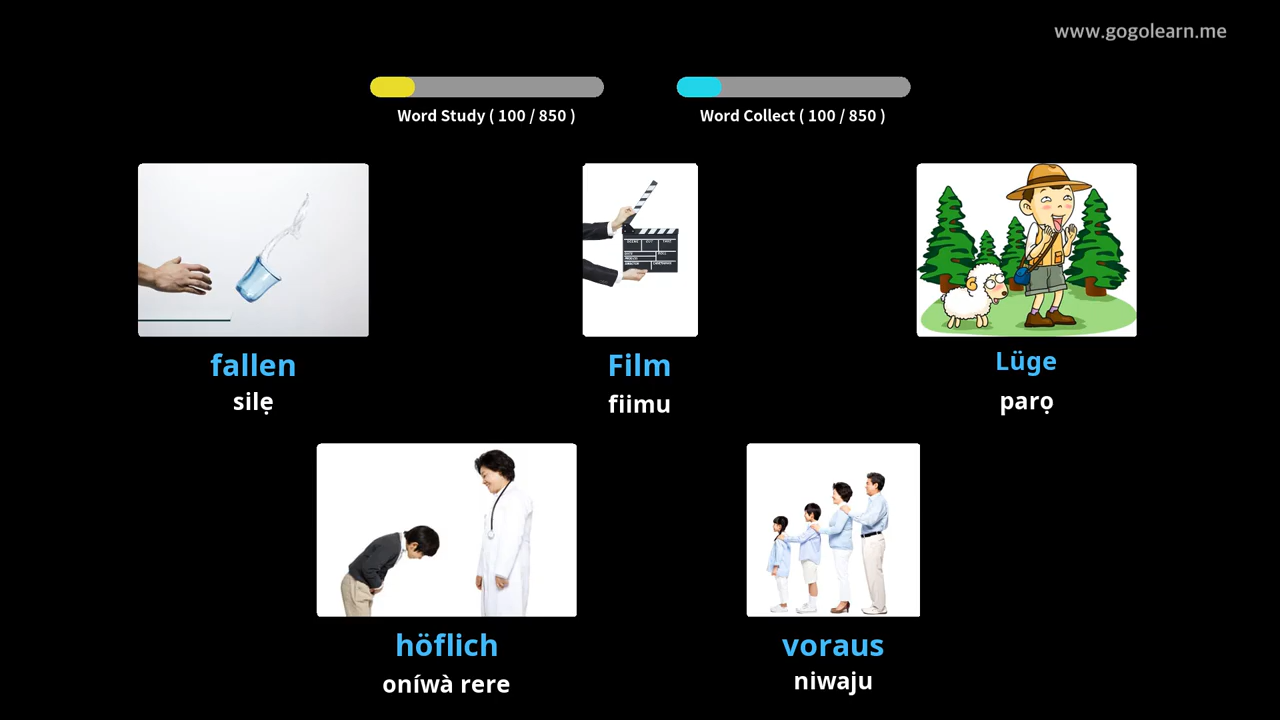 www.gogolearn.me
Word Study ( 100 / 850 )
Word Collect ( 100 / 850 )
fallen
silẹ
Film
fiimu
Lüge
parọ
höflich
oníwà rere
voraus
niwaju